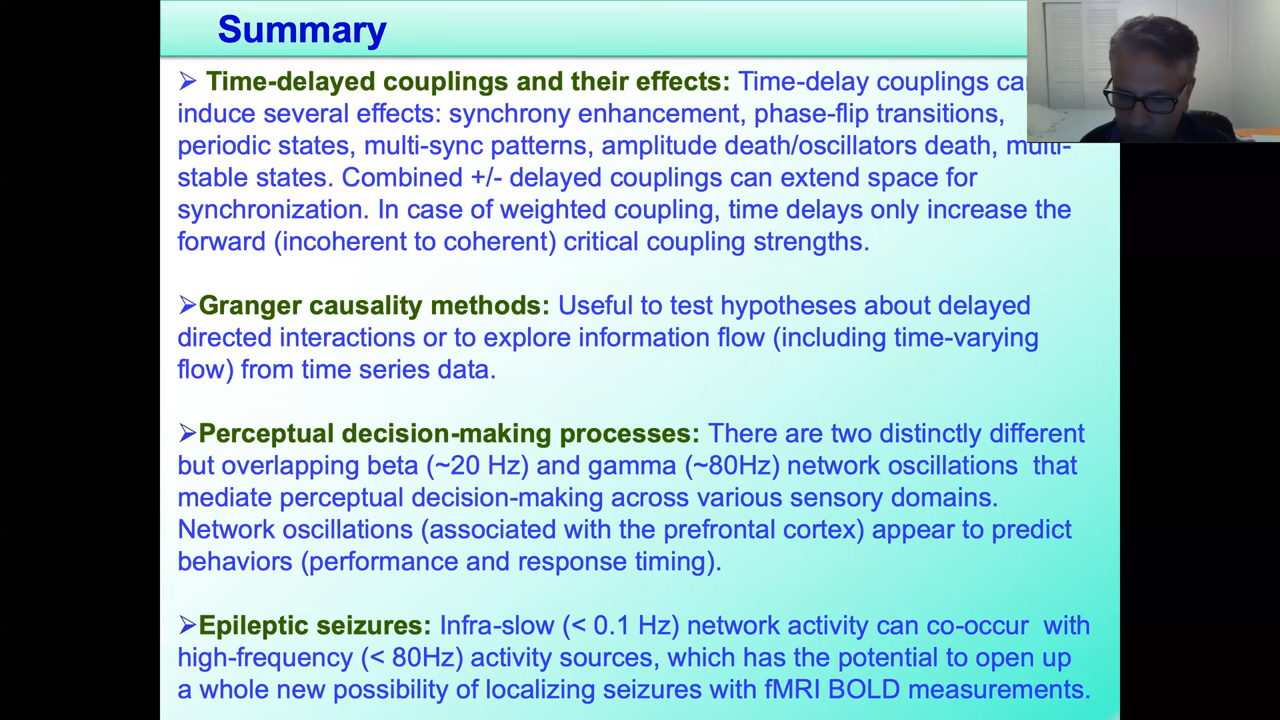 Summary
➢ Time-delayed couplings and their effects: Time-delay couplings
induce several effects: synchrony enhancement, phase-flip transitions,
periodic states, multi-sync patterns, amplitude death/oscillators death, multi-
stable states. Combined +/- delayed couplings can extend space for
synchronization. In case of weighted coupling, time delays only increase the
forward (incoherent to coherent) critical coupling strengths.
➢Granger causality methods: Useful to test hypotheses about delayed
directed interactions or to explore information flow (including time-varying
flow) from time series data.
➢Perceptual decision-making processes: There are two distinctly different
but overlapping beta (~20 Hz) and gamma (~80Hz) network oscillations that
mediate perceptual decision-making across various sensory domains.
Network oscillations (associated with the prefrontal cortex) appear to predict
behaviors (performance and response timing).
➢Epileptic seizures: Infra-slow (< 0.1 Hz) network activity can co-occur with
high-frequency (< 80Hz) activity sources, which has the potential to open up
a whole new possibility of localizing seizures with fMRI BOLD measurements.